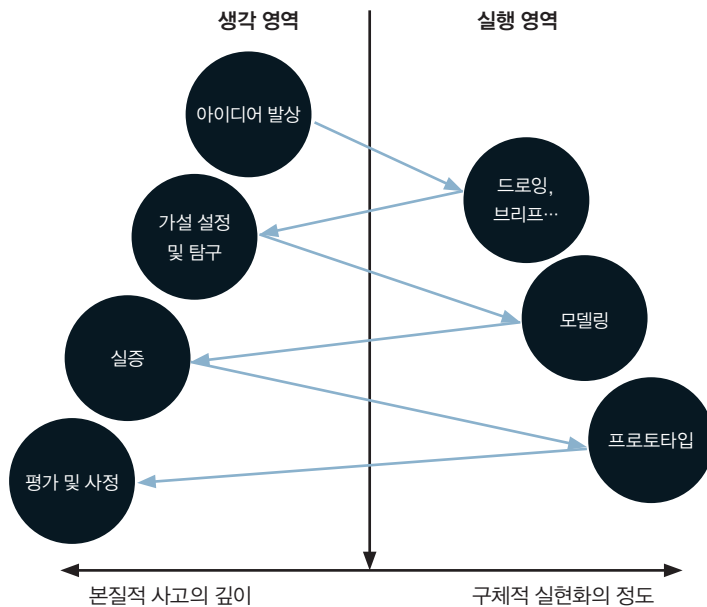 생각 영역
실행 영역
아이디어 발상
드로잉,
브리프…
가설 설정
및 탐구
모델링
실증
프로토타입
평가 및 사정
본질적 사고의 깊이
구체적 실현화의 정도